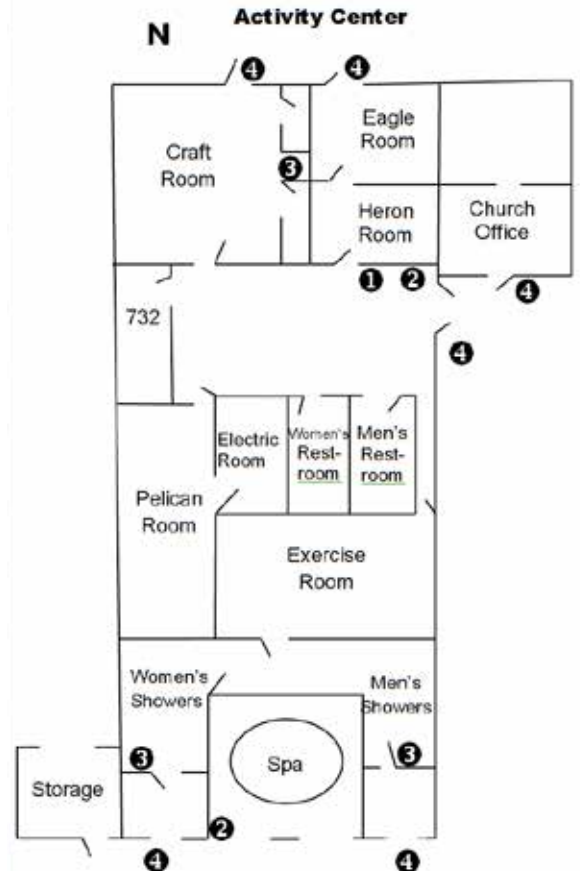 Activity Center
N
4
4
Craft
Room
3
Eagle
Room
Heron
Room
Church
Office
1
2
4
732
4
Electric
Room
Women's
Rest-
room
Men's
Rest-
room
Pelican
Room
Exercise
Room
Women's
Showers
Men's
Showers
3
3
Spa
Storage
2
4
4